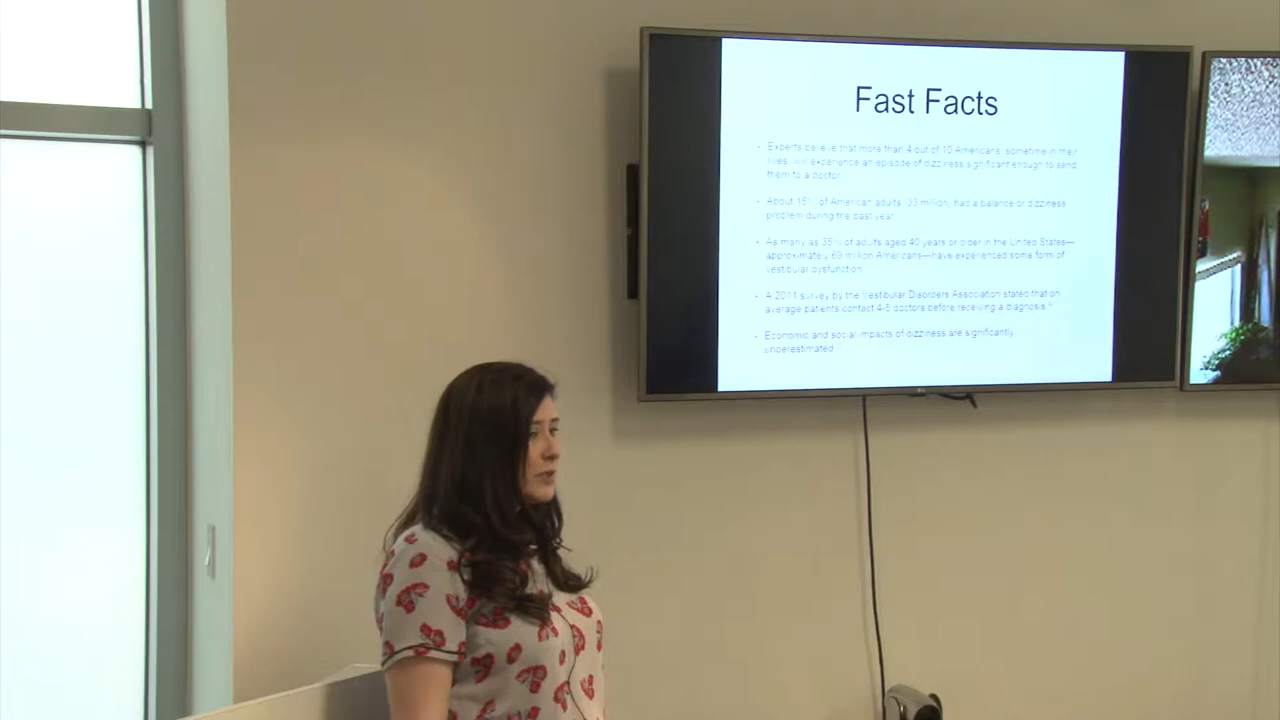 Fast Facts
• Experts believe that more than 4 out of 10 Americans, sometime in their
lives, will experience an episode of dizziness significant enough to send
them to a doctor.
• About 15% of American adults (33 million) had a balance or dizziness
problem during the past year
• As many as 35% of adults aged 40 years or older in the United States—
approximately 69 million Americans—have experienced some form of
vestibular dysfunction.
• A 2011 survey by the Vestibular Disorders Association stated that on
average patients contact 4-5 doctors before receiving a diagnosis.
• Economic and social impacts of dizziness are significantly
underestimated
LG